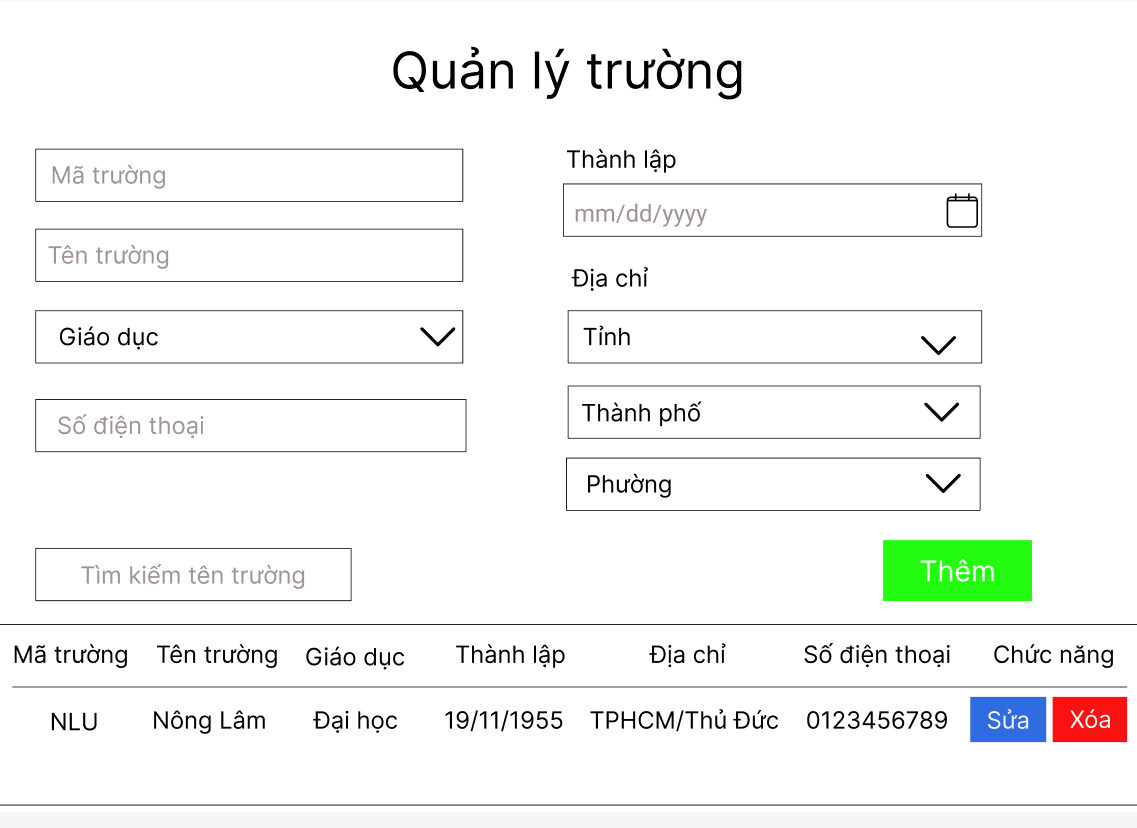 Quản lý trường
Mã trường
Tên trường
Giáo dục
Số điện thoại
Thành lập
mm/dd/yyyy
Địa chỉ
Tỉnh
Thành phố
Phường
Tìm kiếm tên trường
Thêm
Mã trường Tên trường Giáo dục Thành lập Địa chỉ Số điện thoại Chức năng
NLU Nông Lâm Đại học 19/11/1955 TPHCM/Thủ Đức 0123456789 Sửa Xóa